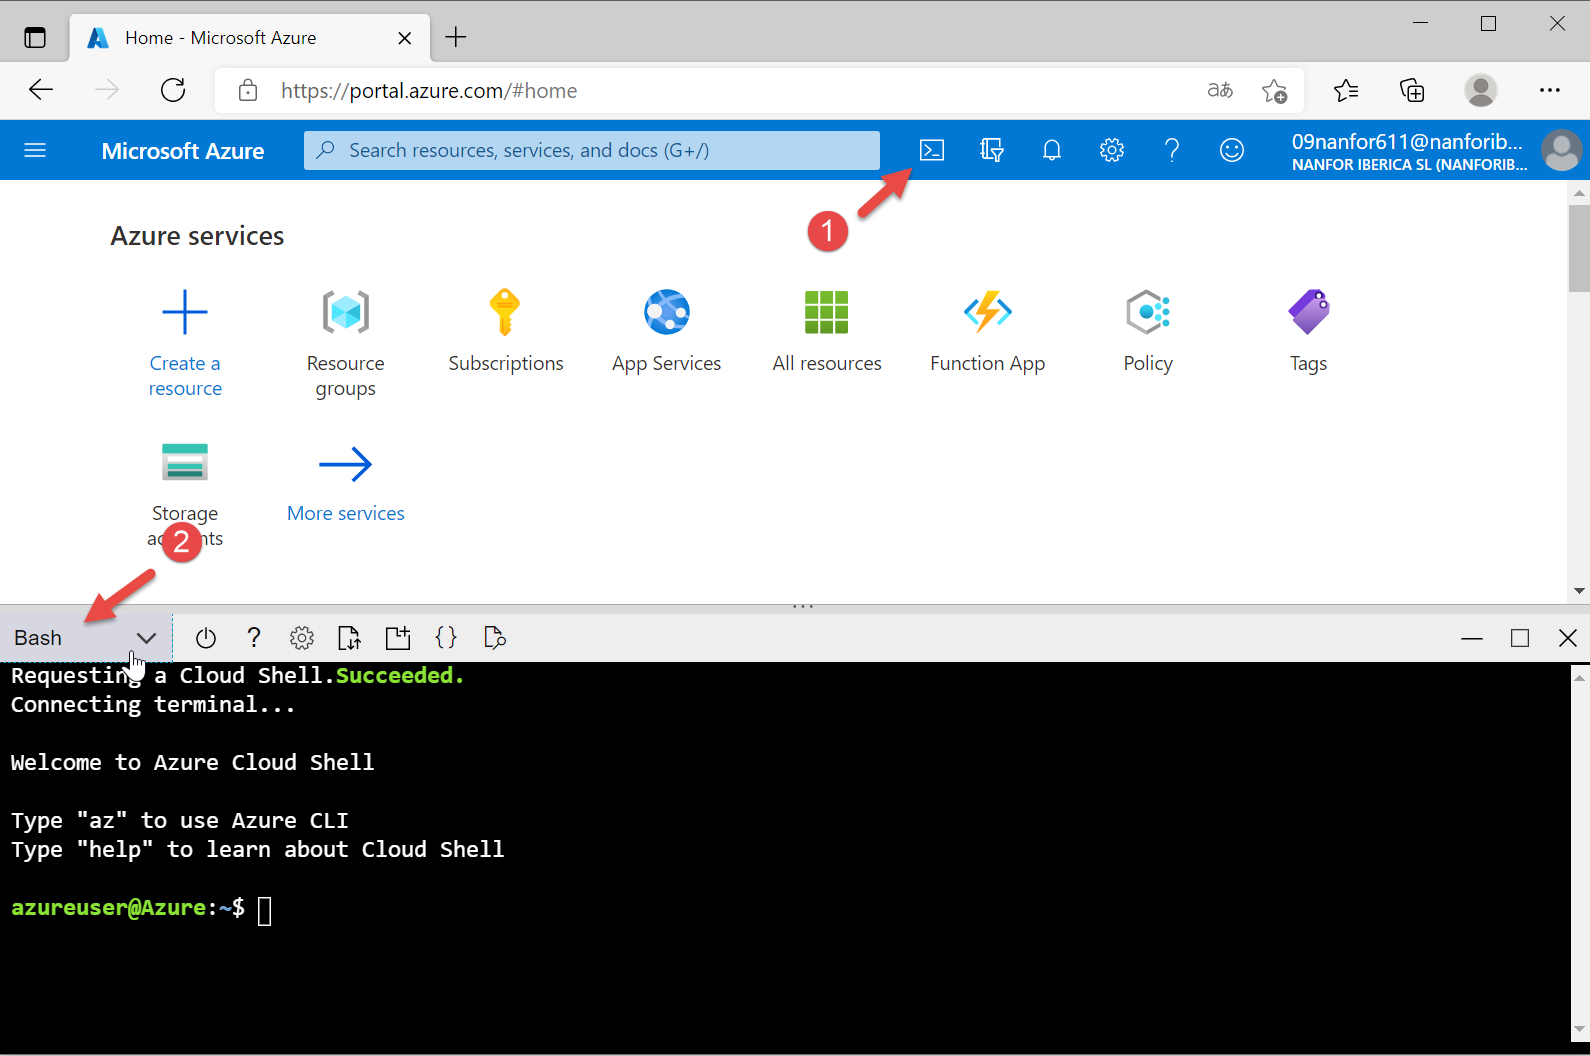 Home - Microsoft Azure
https://portal.azure.com/#home
aあ
Microsoft Azure
Search resources, services, and docs (G+/)
09nanfor611@nanforib...
NANFOR IBERICA SL (NANFORIB...
1
Azure services
Create a
resource
Resource
groups
Subscriptions
App Services
All resources
Function App
Policy
Tags
Storage
More services
2
Bash
Requesting a Cloud Shell.Succeeded.
Connecting terminal...
Welcome to Azure Cloud Shell
Type "az" to use Azure CLI
Type "help" to learn about Cloud Shell
azureuser@Azure:~$